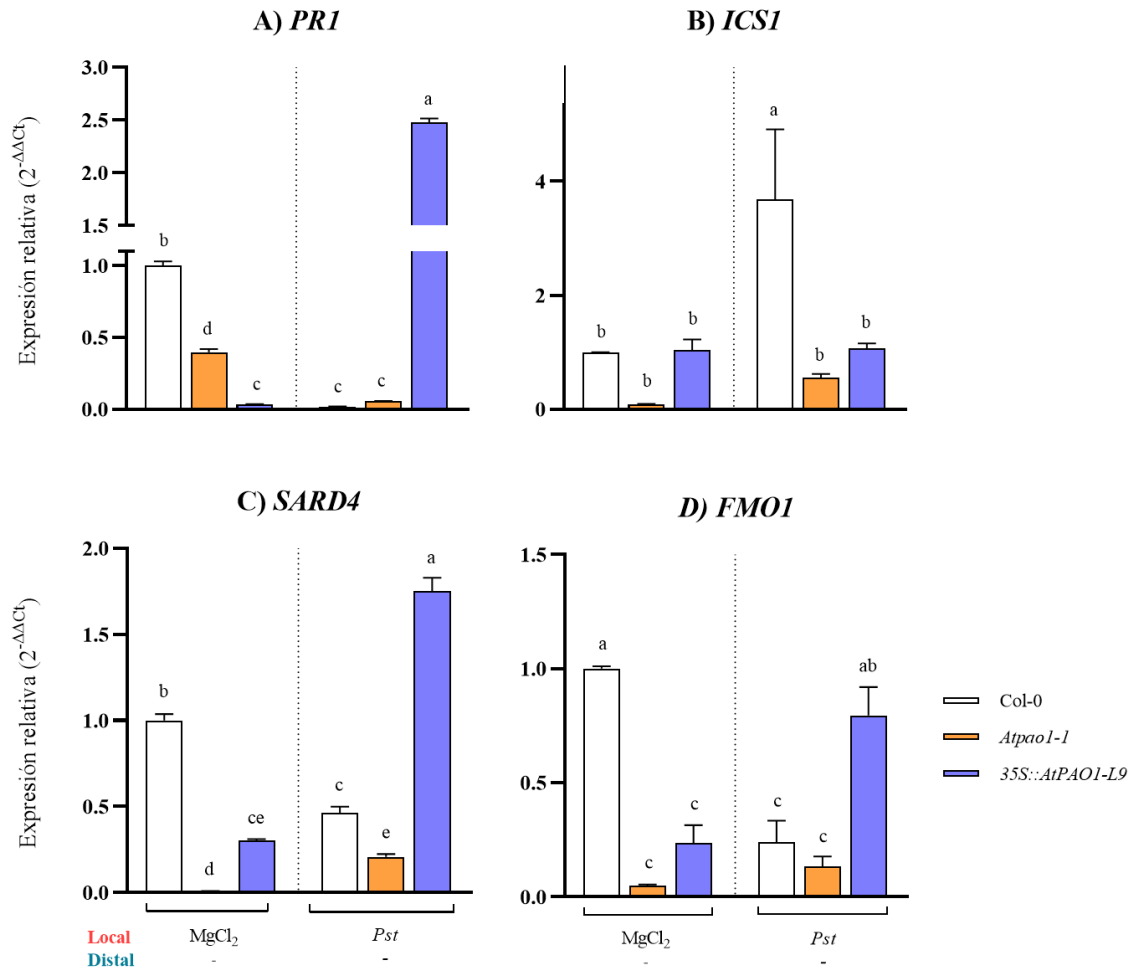 A) PR1
B) ICS1
Expresión relativa (2-ΔΔCt)
3.0
2.5
2.0
1.5
1.0
0.5
0.0
b
d
c
c
c
a
4
2
0
b
b
b
a
b
b
C) SARD4
D) FMO1
Expresión relativa (2-ΔΔCt)
2.0
1.5
1.0
0.5
0.0
b
d
ce
c
e
a
1.5
1.0
0.5
0.0
a
c
c
c
c
ab
Col-0
Atpao1-1
35S::AtPAO1-L9
Local MgCl2 Pst MgCl2 Pst
Distal - - - -